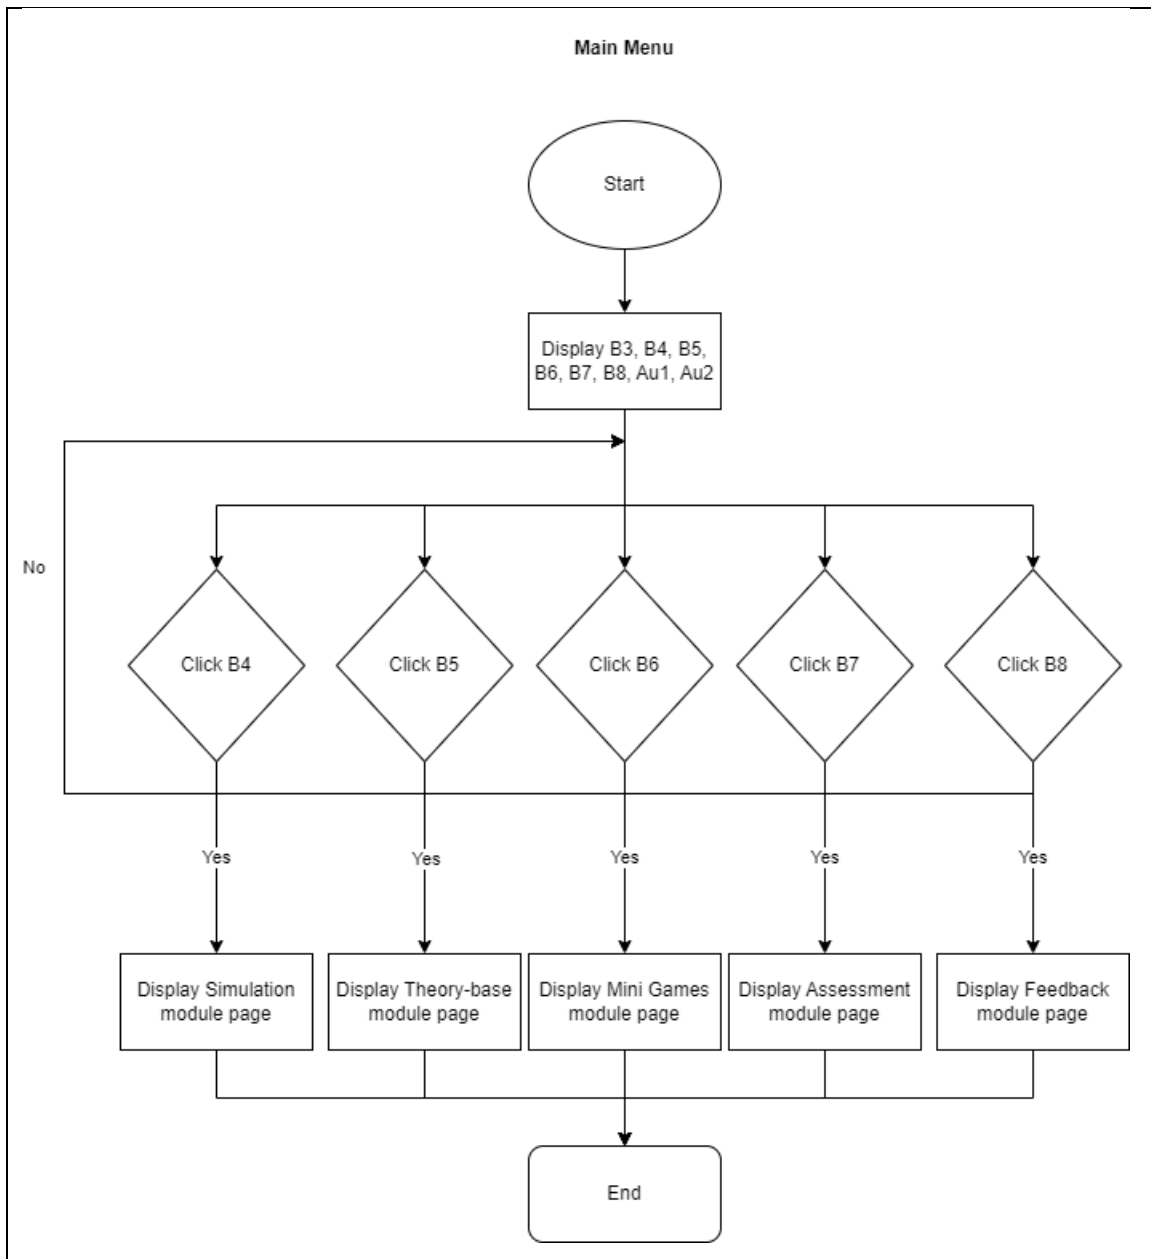 Main Menu
Start
Display B3, B4, B5,
B6, B7, B8, Au1, Au2
No
Click B4
Click B5
Click B6
Click B7
Click B8
Yes
Yes
Yes
Yes
Yes
Display Simulation
module page
Display Theory-base
module page
Display Mini Games
module page
Display Assessment
module page
Display Feedback
module page
End